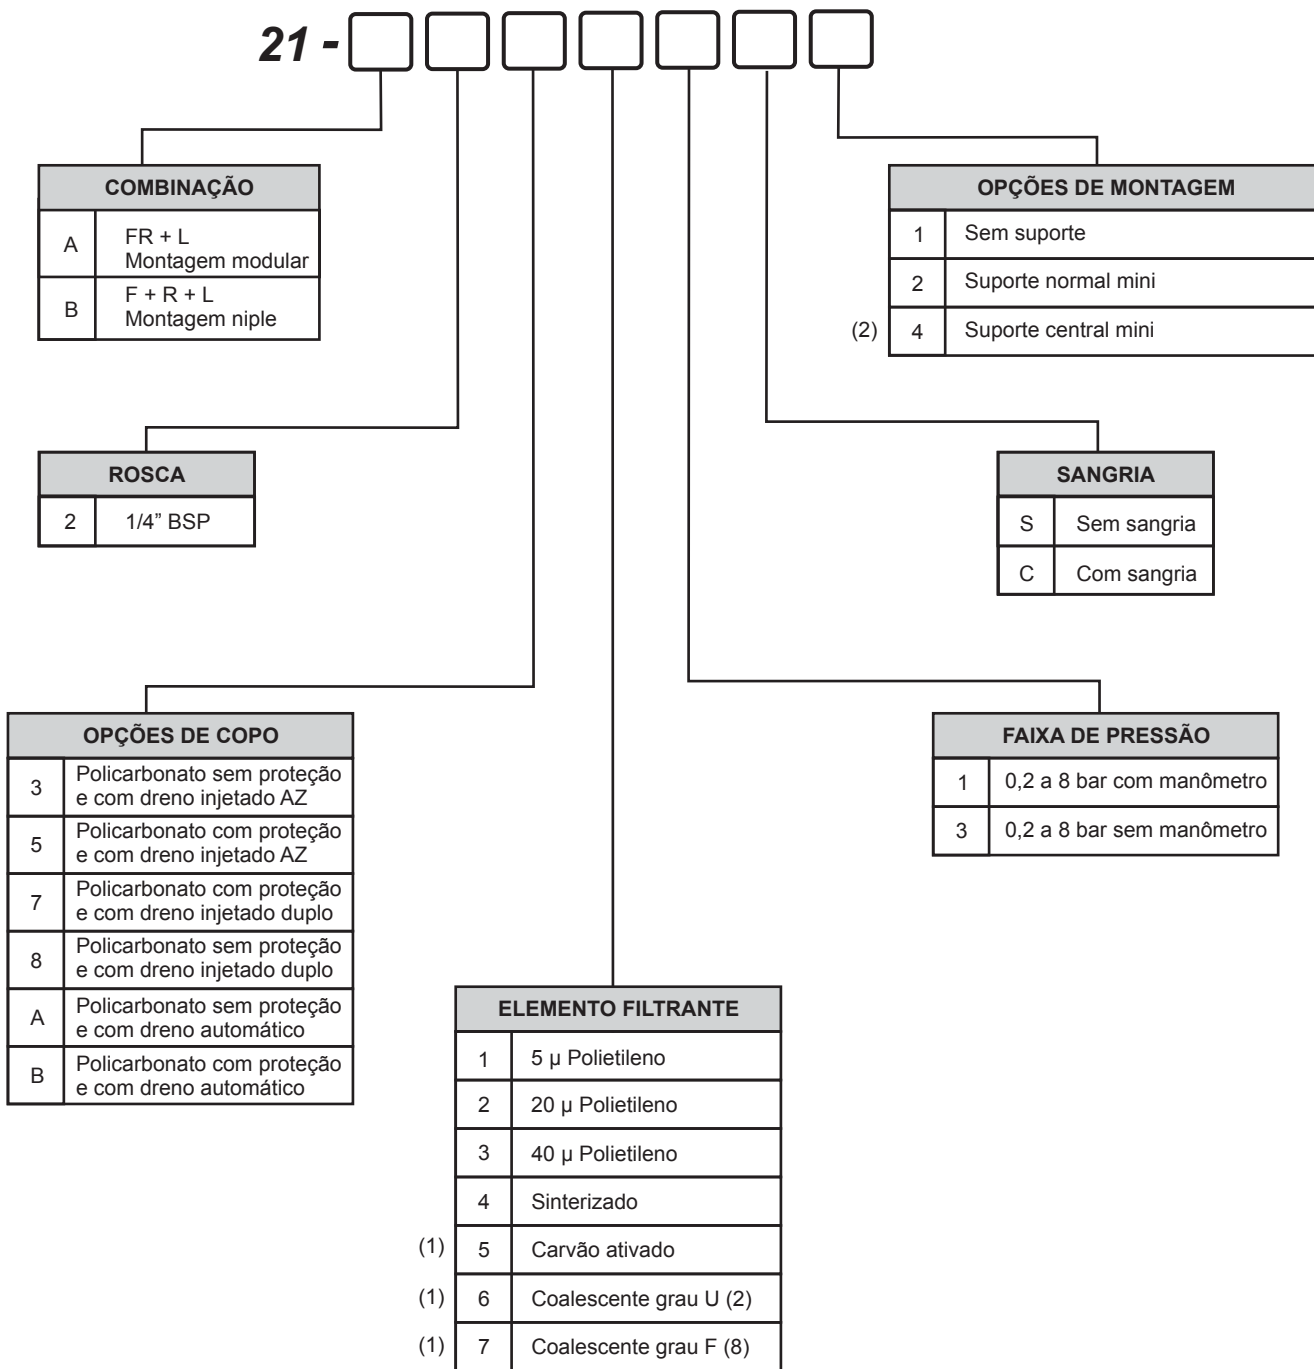 21 -
COMBINAÇÃO
A
FR + L
Montagem modular
B
F + R + L
Montagem niple
OPÇÕES DE MONTAGEM
1 Sem suporte
2 Suporte normal mini
(2) 4 Suporte central mini
ROSCA
2 1/4” BSP
SANGRIA
S Sem sangria
C Com sangria
OPÇÕES DE COPO
3
Policarbonato sem proteção
e com dreno injetado AZ
5
Policarbonato com proteção
e com dreno injetado AZ
7
Policarbonato com proteção
e com dreno injetado duplo
8
Policarbonato sem proteção
e com dreno injetado duplo
A
Policarbonato sem proteção
e com dreno automático
B
Policarbonato com proteção
e com dreno automático
FAIXA DE PRESSÃO
1 0,2 a 8 bar com manômetro
3 0,2 a 8 bar sem manômetro
ELEMENTO FILTRANTE
1 5 µ Polietileno
2 20 µ Polietileno
3 40 µ Polietileno
4 Sinterizado
(1) 5 Carvão ativado
(1) 6 Coalescente grau U (2)
(1) 7 Coalescente grau F (8)